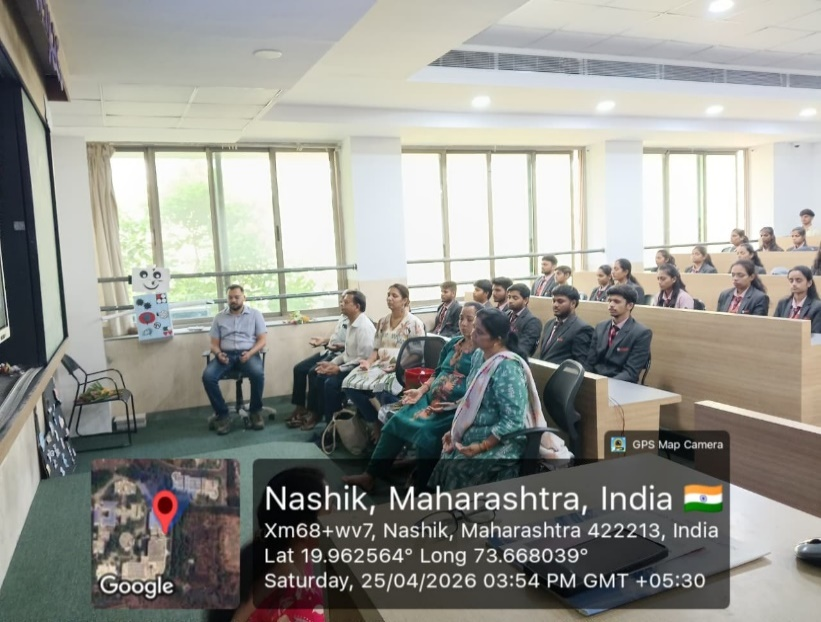 GPS Map Camera
Nashik, Maharashtra, India 🇮🇳
Xm68+wv7, Nashik, Maharashtra 422213, India
Lat 19.962564° Long 73.668039°
Saturday, 25/04/2026 03:54 PM GMT +05:30
Google